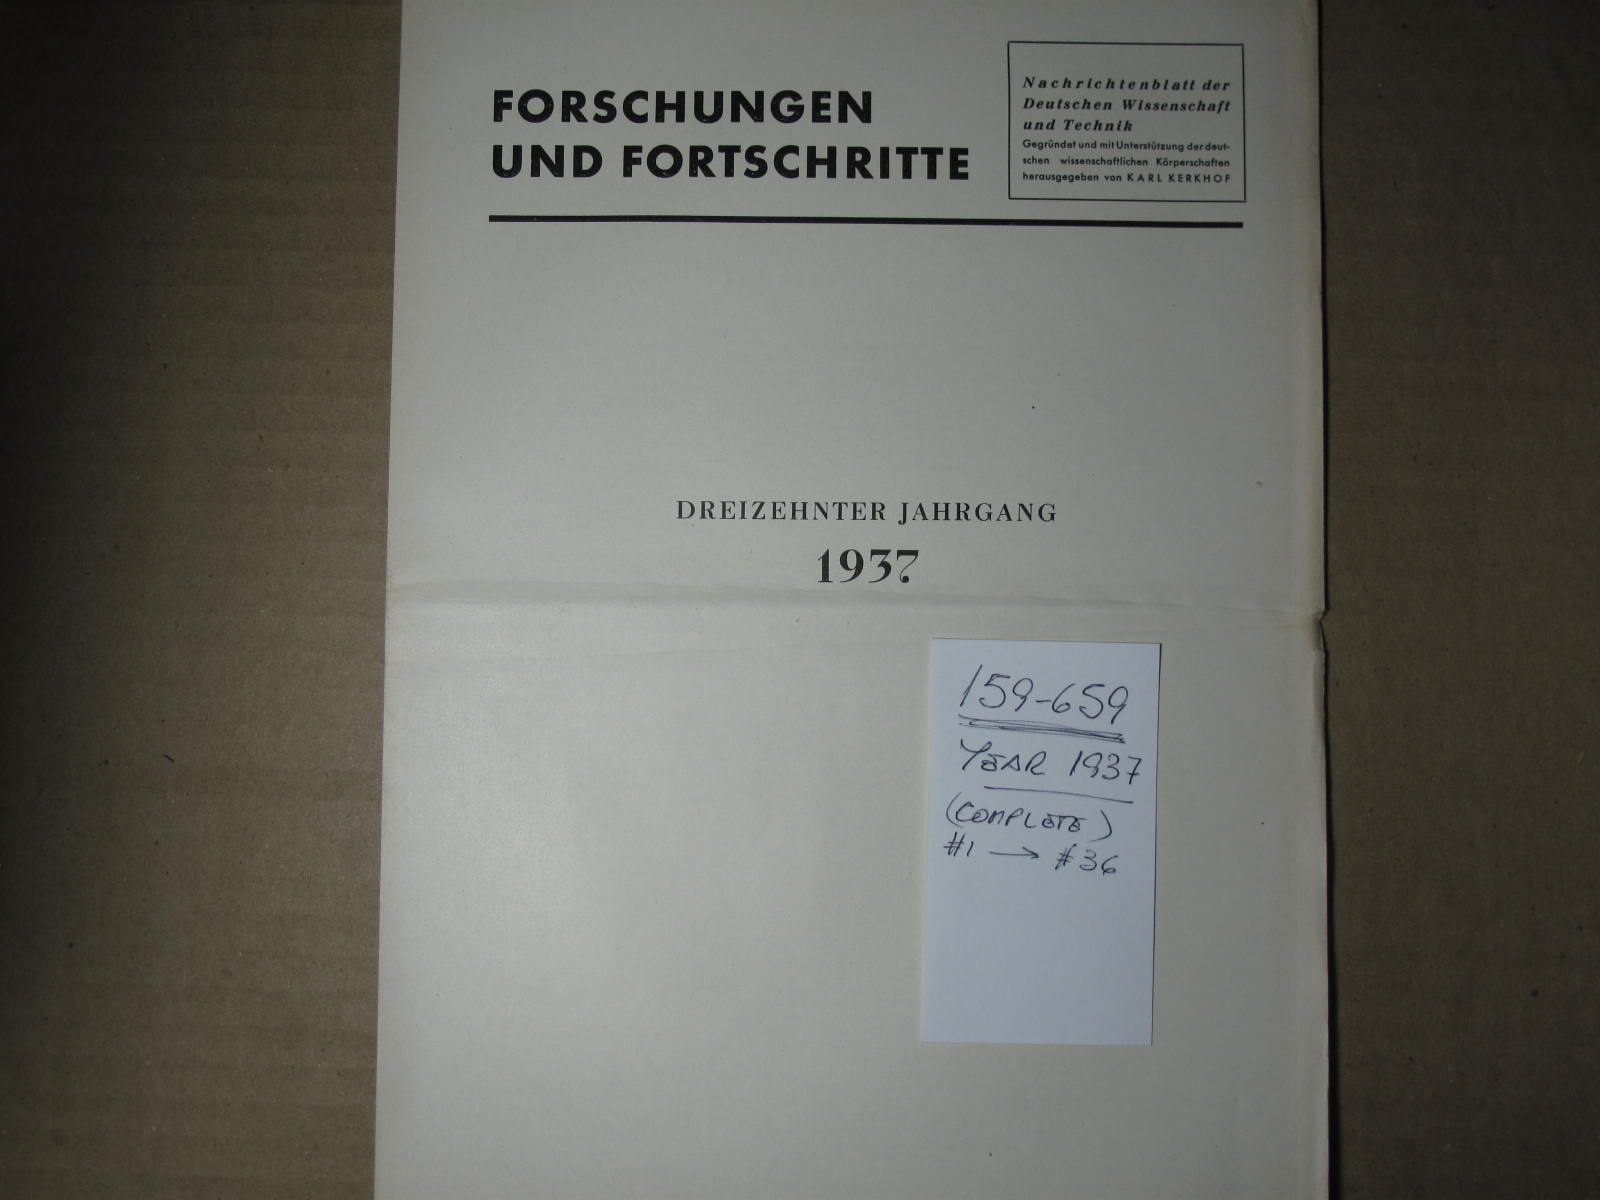 FORSCHUNGEN
UND FORTSCHRITTE
Nachrichtenblatt der
Deutschen Wissenschaft
und Technik
Gegründet und mit Unterstützung der deut-
schen wissenschaftlichen Körperschaften
herausgegeben von KARL KERKHOF
DREIZEHNTER JAHRGANG
1937
159-659
YEAR 1937
(COMPLETE)
#1 → #36